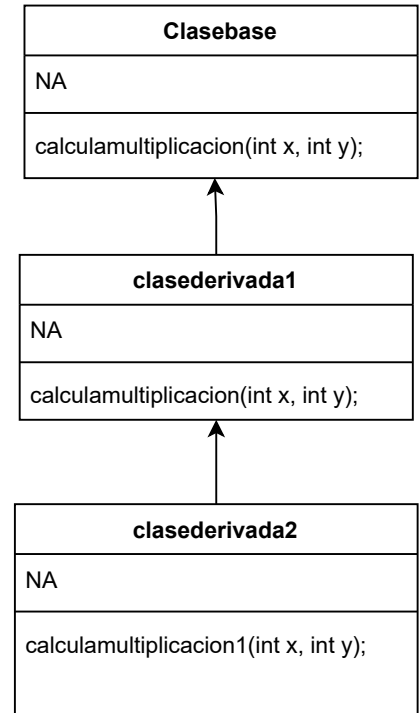 Clasebase
NA
calculamultiplicacion(int x, int y);
clasederivada1
NA
calculamultiplicacion(int x, int y);
clasederivada2
NA
calculamultiplicacion1(int x, int y);